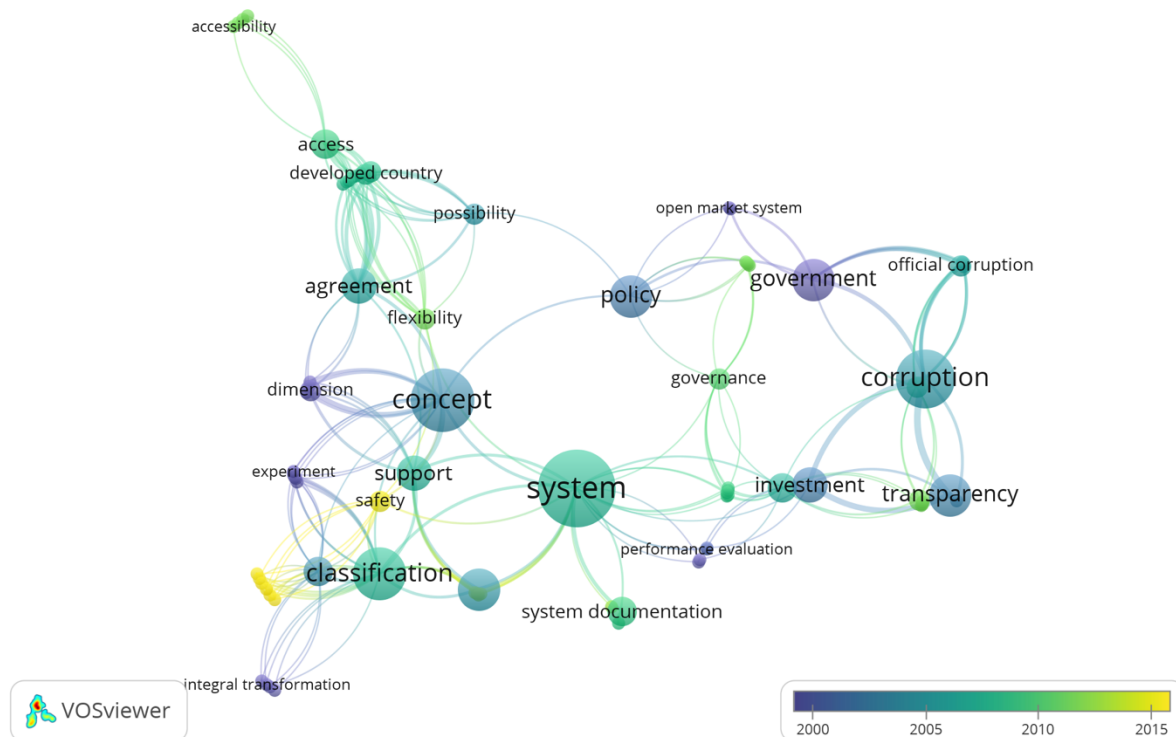 accessibility
access
developed country
possibility
open market system
official corruption
government
agreement
policy
flexibility
governance
corruption
dimension
concept
experiment
support
safety
system
investment
transparency
performance evaluation
classification
system documentation
integral transformation
VOSviewer
2000 2005 2010 2015